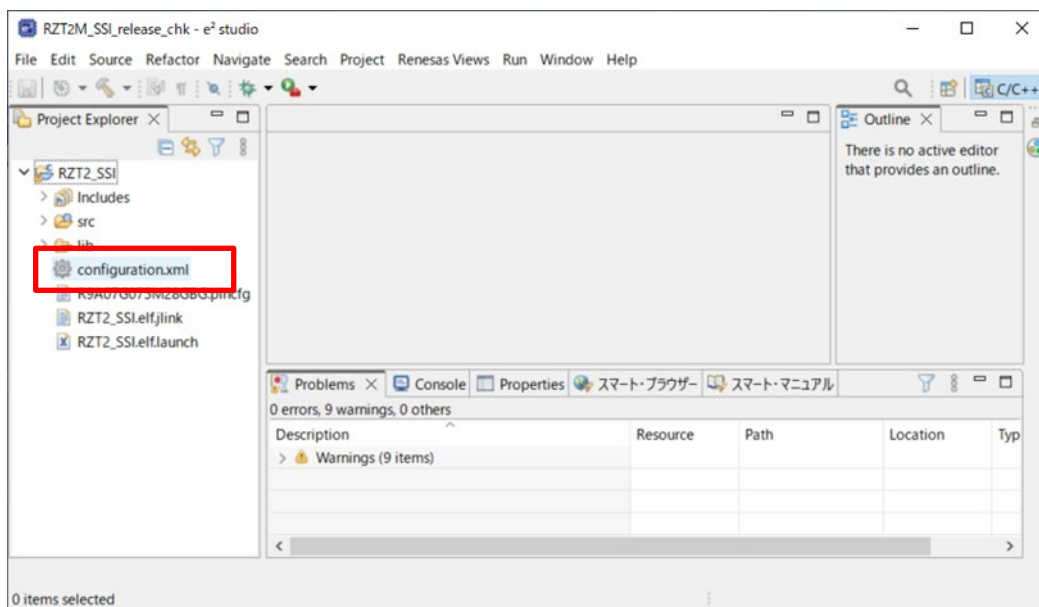 RZT2M_SSI_release_chk - e² studio
File Edit Source Refactor Navigate Search Project Renesas Views Run Window Help
C/C++
Project Explorer
Outline
There is no active editor
that provides an outline.
RZT2_SSI
Includes
src
lib
configuration.xml
R9A07G075M28GBG.pincfg
RZT2_SSI.elf.jlink
RZT2_SSI.elf.launch
Problems Console Properties スマート・ブラウザー スマート・マニュアル
0 errors, 9 warnings, 0 others
Description Resource Path Location Typ
Warnings (9 items)
0 items selected